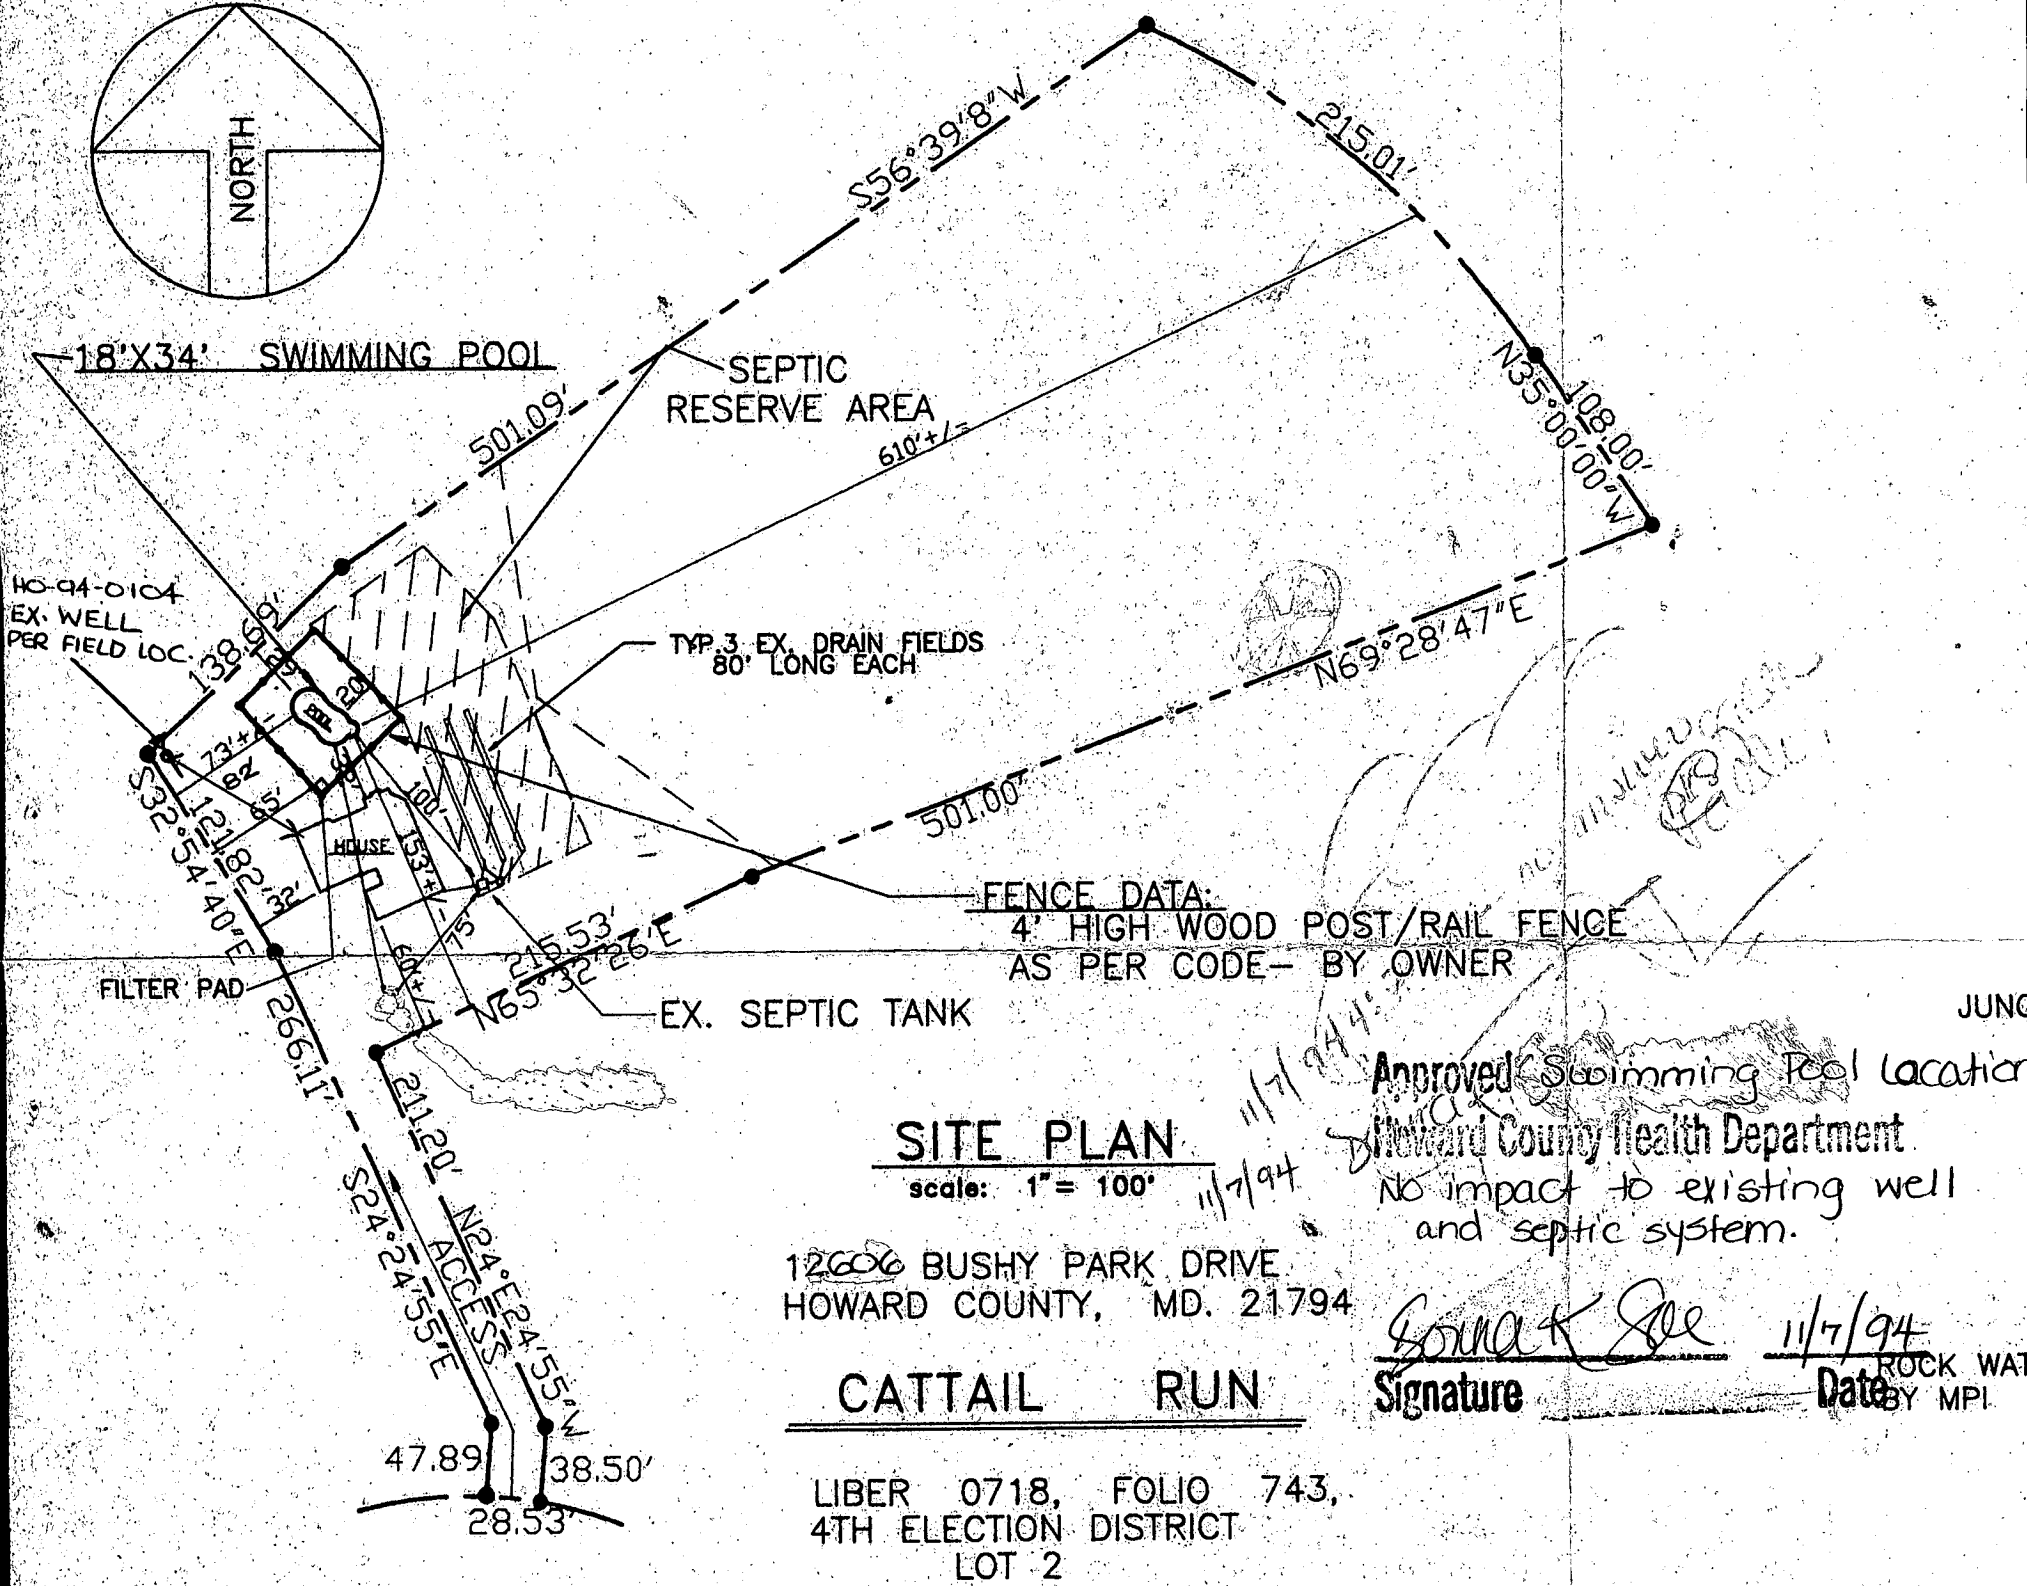 NORTH
18'X34' SWIMMING POOL
S56°39'8"W
215.01'
SEPTIC
RESERVE AREA
501.09'
610'+/-
N35°00'00"W
108.00'
HO-94-0104
EX. WELL
PER FIELD LOC.
138.69'
129'
20'
POOL
TYP.3 EX. DRAIN FIELDS
80' LONG EACH
N69°28'47"E
501.00'
73'+/-
82'
65'
100'
HOUSE
153'+/-
32'
S32°54'40"E
121.82'
75'
60'+/-
215.53'
N65°32'26'E
FILTER PAD
EX. SEPTIC TANK
FENCE DATA:
4' HIGH WOOD POST/RAIL FENCE
AS PER CODE- BY OWNER
266.11'
211.20'
S24°24'55'E
N24°E24'55"W
ACCESS
47.89
38.50'
28.53'
SITE PLAN
scale: 1"= 100'
11/7/94
11/7/94
12606 BUSHY PARK DRIVE
HOWARD COUNTY, MD. 21794
CATTAIL RUN
LIBER 0718, FOLIO 743,
4TH ELECTION DISTRICT
LOT 2
JUNC
Approved Swimming Pool Location
Howard County Health Department
No impact to existing well
and septic system.
11/7/94
Signature
Date
ROCK WAT
BY MPI